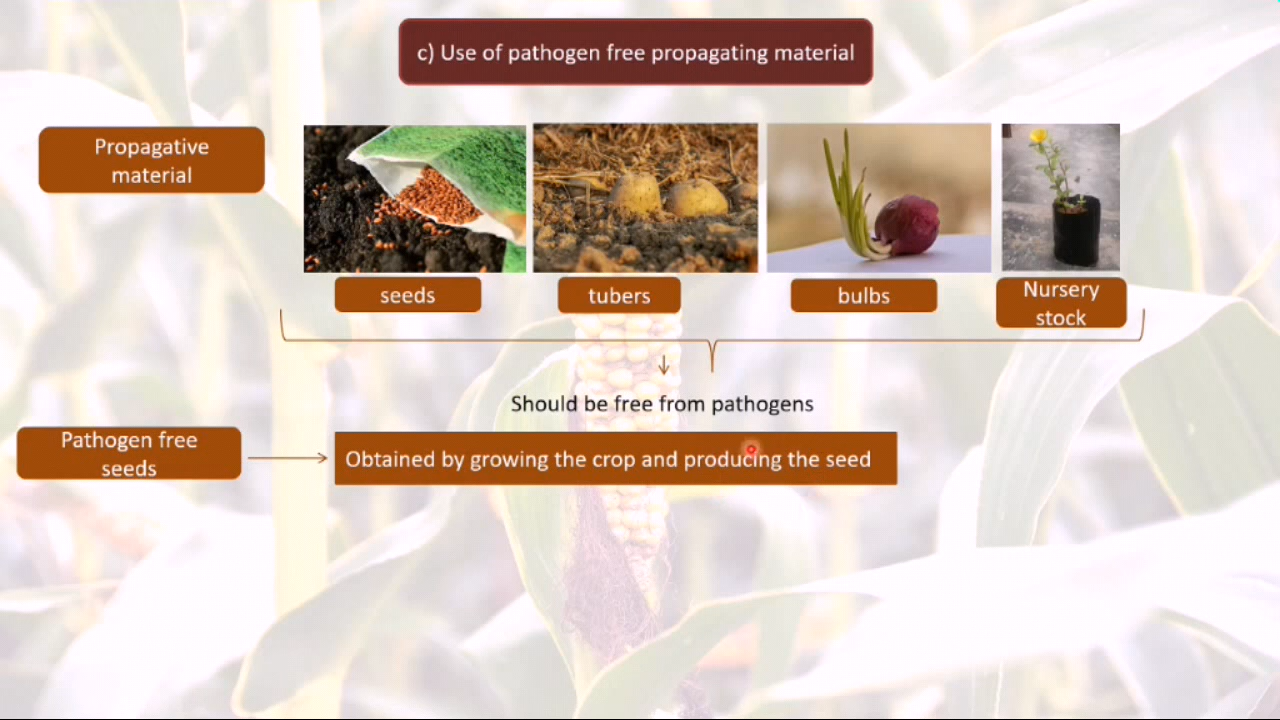 c) Use of pathogen free propagating material
Propagative
material
seeds
tubers
bulbs
Nursery
stock
Should be free from pathogens
Pathogen free
seeds
Obtained by growing the crop and producing the seed